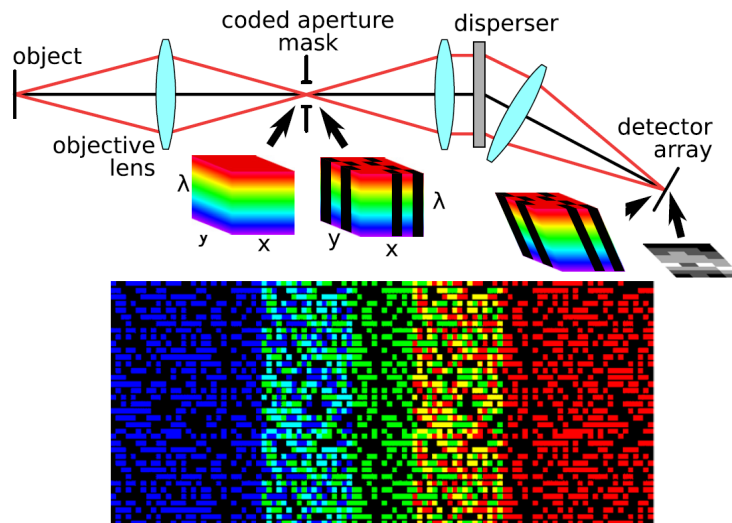 coded aperture
mask
disperser
object
objective
lens
detector
array
λ
y
x
y
x
λ